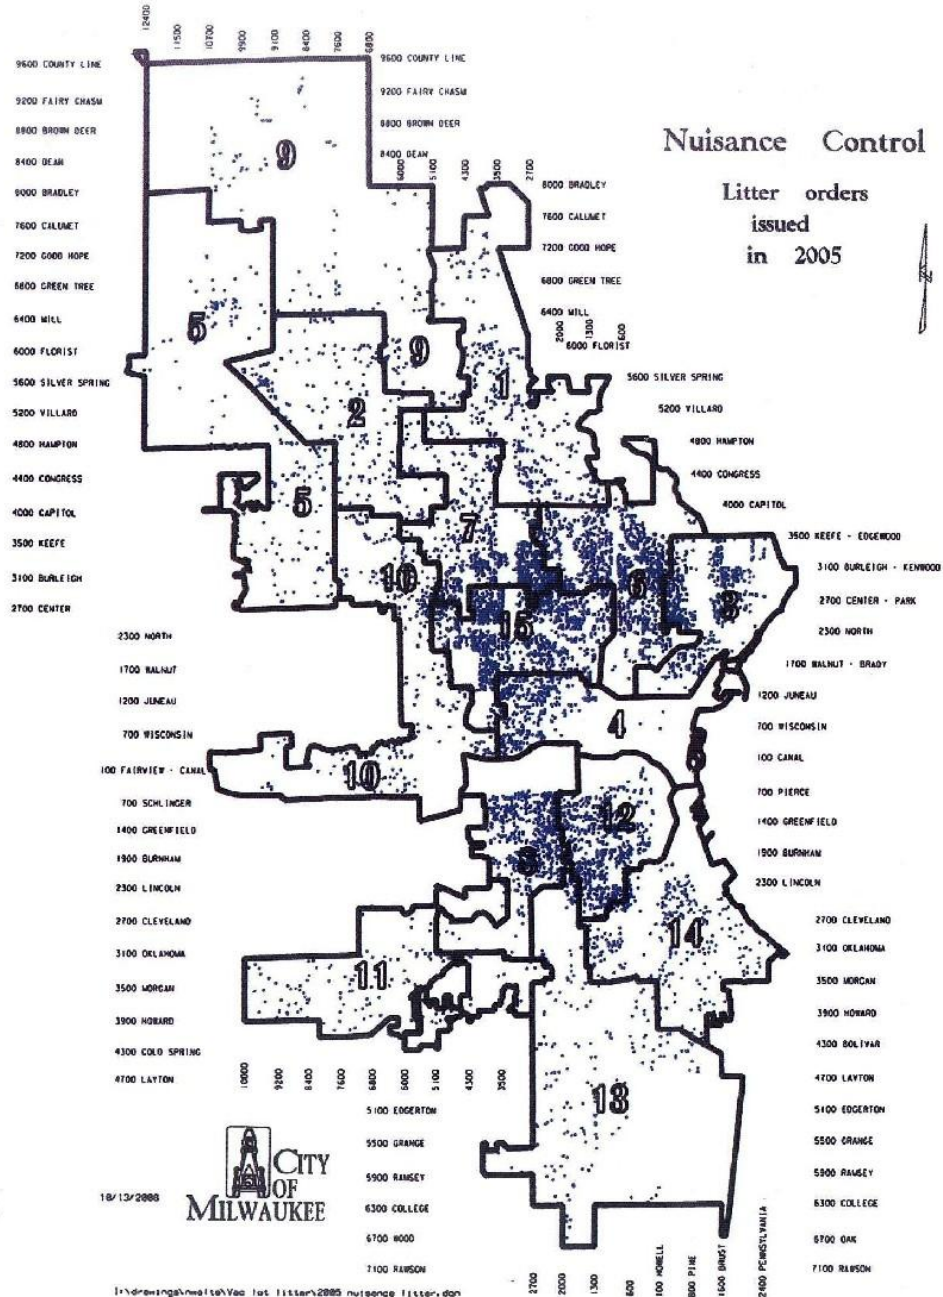 12400
11500
10700
9900
9100
8400
7600
6800
9600 COUNTY LINE
9200 FAIRY CHASM
8800 BROWN DEER
8400 DEAN
8000 BRADLEY
7600 CALUMET
7200 GOOD HOPE
6800 GREEN TREE
6400 MILL
6000 FLORIST
5600 SILVER SPRING
5200 VILLARD
4800 HAMPTON
4400 CONGRESS
4000 CAPITOL
3500 KEEFE
3100 BURLEIGH
2700 CENTER
2300 NORTH
1700 WALNUT
1200 JUNEAU
700 WISCONSIN
100 FAIRVIEW - CANAL
700 SCHLINGER
1400 GREENFIELD
1900 BURNHAM
2300 LINCOLN
2700 CLEVELAND
3100 OKLAHOMA
3500 MORGAN
3900 HOWARD
4300 COLD SPRING
4700 LAYTON
9600 COUNTY LINE
9200 FAIRY CHASM
8800 BROWN DEER
8400 DEAN
6000
5100
4300
3500
2700
8000 BRADLEY
7600 CALUMET
7200 GOOD HOPE
6800 GREEN TREE
6400 MILL
2000
1300
600
6000 FLORIST
5600 SILVER SPRING
5200 VILLARD
4800 HAMPTON
4400 CONGRESS
4000 CAPITOL
3500 KEEFE - EDGEWOOD
3100 BURLEIGH - KENWOOD
2700 CENTER - PARK
2300 NORTH
1700 WALNUT - BRADY
1200 JUNEAU
700 WISCONSIN
100 CANAL
700 PIERCE
1400 GREENFIELD
1900 BURNHAM
2300 LINCOLN
2700 CLEVELAND
3100 OKLAHOMA
3500 MORGAN
3900 HOWARD
4300 BOLIVAR
4700 LAYTON
5100 EDGERTON
5500 GRANGE
5900 RAMSEY
6300 COLLEGE
6700 OAK
7100 RAWSON
Nuisance Control
Litter orders
issued
in 2005
9
5
9
1
2
5
7
10
6
3
15
4
10
12
8
14
11
13
10000
9200
8400
7600
6800
6000
5100
4300
3500
5100 EDGERTON
5500 GRANGE
5900 RAMSEY
6300 COLLEGE
6700 WOOD
7100 RAWSON
2700
2000
1300
600
100 HOWELL
800 PINE
1600 BRUST
2400 PENNSYLVANIA
10/13/2006
CITY
OF
MILWAUKEE